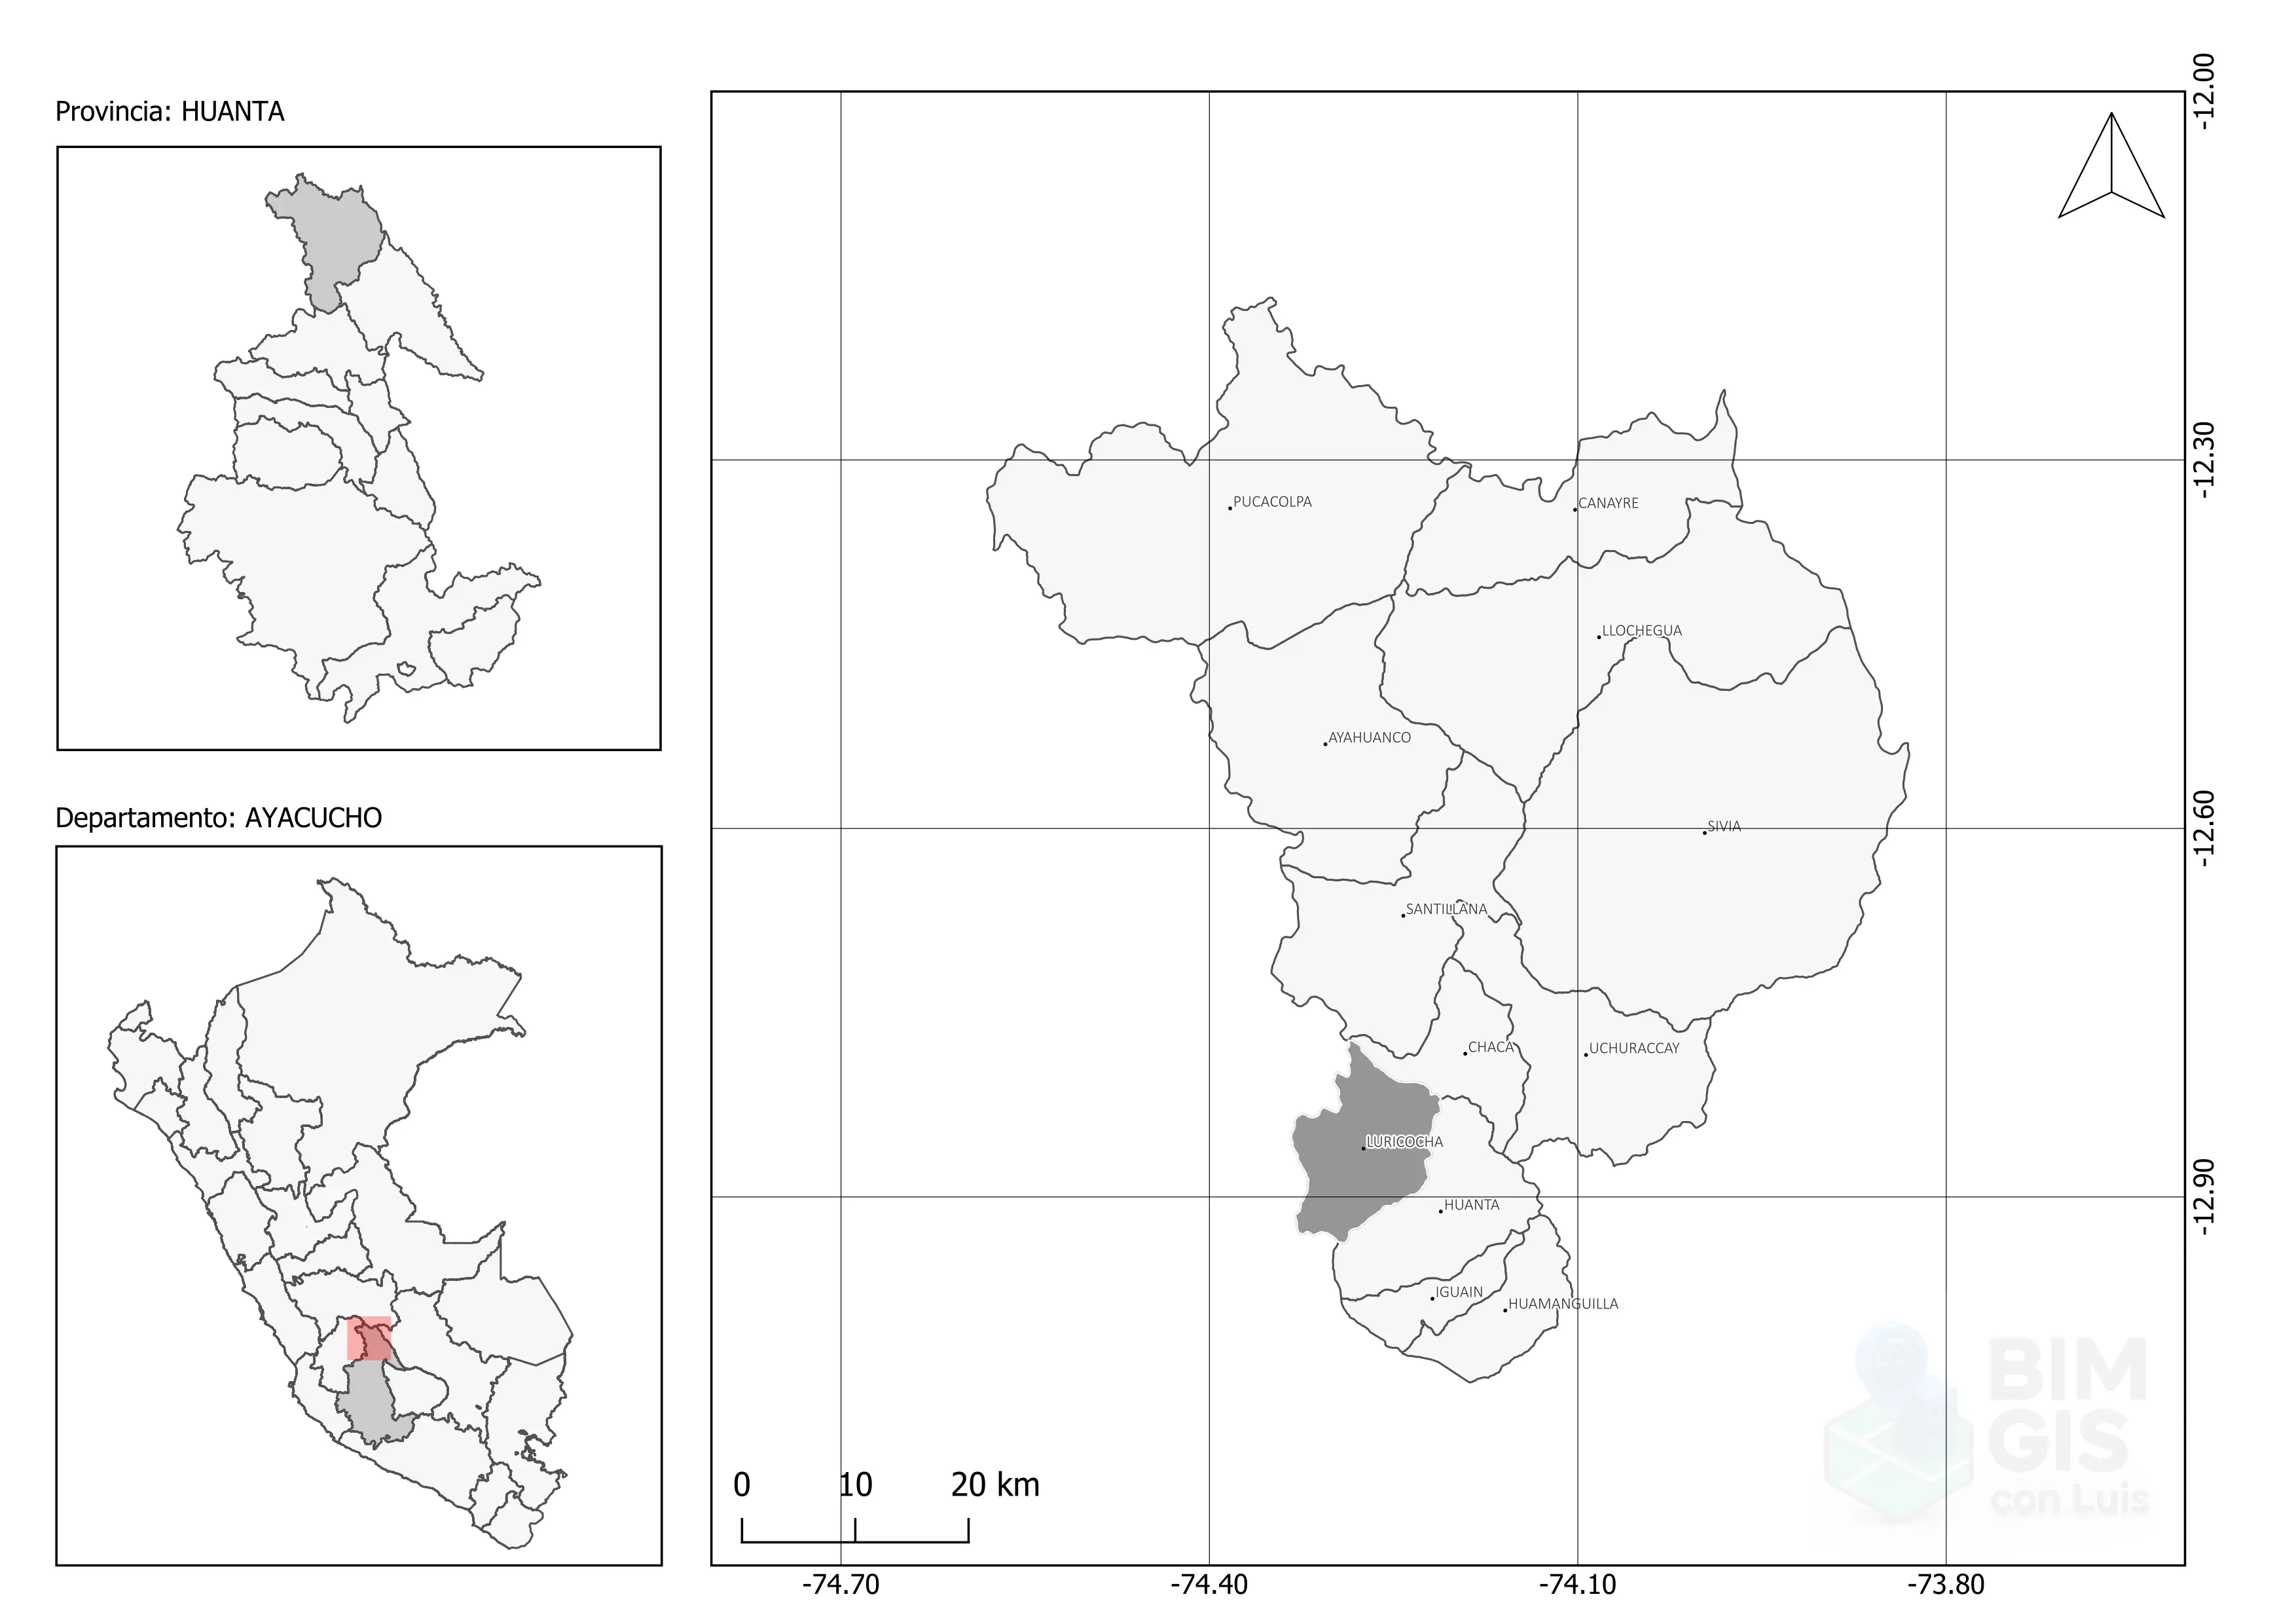 Provincia: HUANTA
Departamento: AYACUCHO
-12.00
-12.30
-12.60
-12.90
PUCACOLPA
CANAYRE
LLOCHEGUA
AYAHUANCO
SIVIA
SANTILLANA
CHACA
UCHURACCAY
LURICOCHA
HUANTA
IGUAIN
HUAMANGUILLA
BIM
GIS
con Luis
0 10 20 km
-74.70 -74.40 -74.10 -73.80